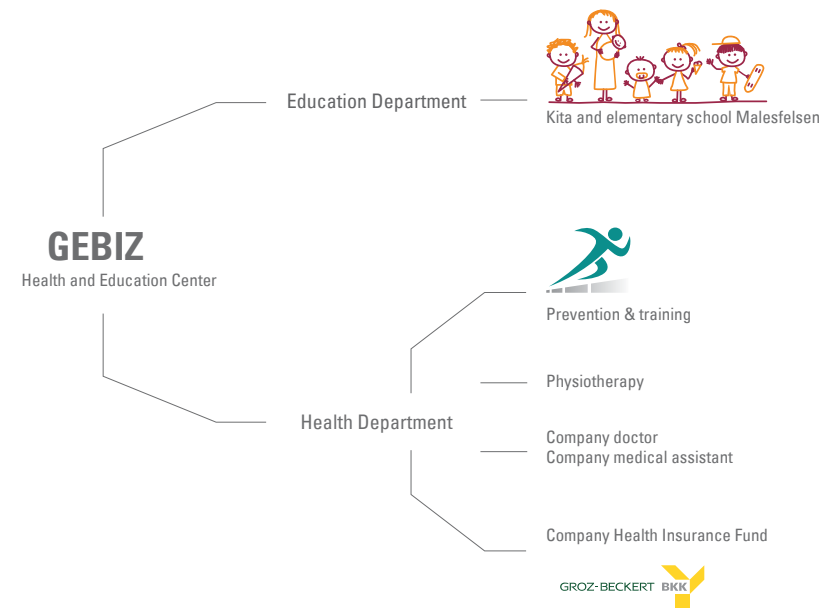 Education Department
Kita and elementary school Malesfelsen
GEBIZ
Health and Education Center
Prevention & training
Physiotherapy
Health Department
Company doctor
Company medical assistant
Company Health Insurance Fund
GROZ-BECKERT BKK